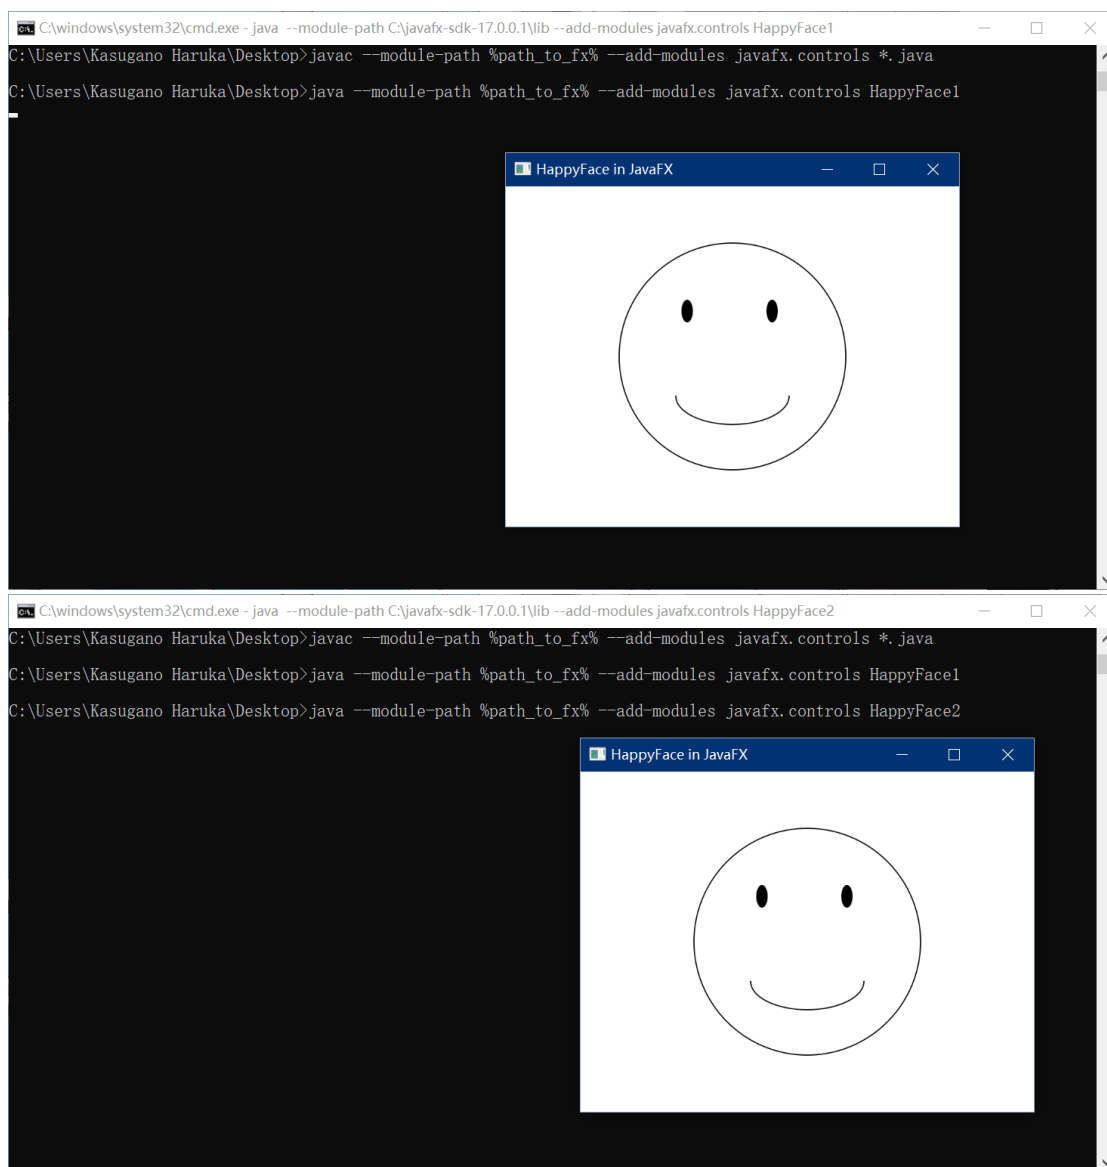 C:\windows\system32\cmd.exe - java  --module-path C:\javafx-sdk-17.0.0.1\lib --add-modules javafx.controls HappyFace1
C:\Users\Kasugano Haruka\Desktop>javac --module-path %path_to_fx% --add-modules javafx.controls *.java
C:\Users\Kasugano Haruka\Desktop>java --module-path %path_to_fx% --add-modules javafx.controls HappyFace1
HappyFace in JavaFX
C:\windows\system32\cmd.exe - java  --module-path C:\javafx-sdk-17.0.0.1\lib --add-modules javafx.controls HappyFace2
C:\Users\Kasugano Haruka\Desktop>javac --module-path %path_to_fx% --add-modules javafx.controls *.java
C:\Users\Kasugano Haruka\Desktop>java --module-path %path_to_fx% --add-modules javafx.controls HappyFace1
C:\Users\Kasugano Haruka\Desktop>java --module-path %path_to_fx% --add-modules javafx.controls HappyFace2
HappyFace in JavaFX